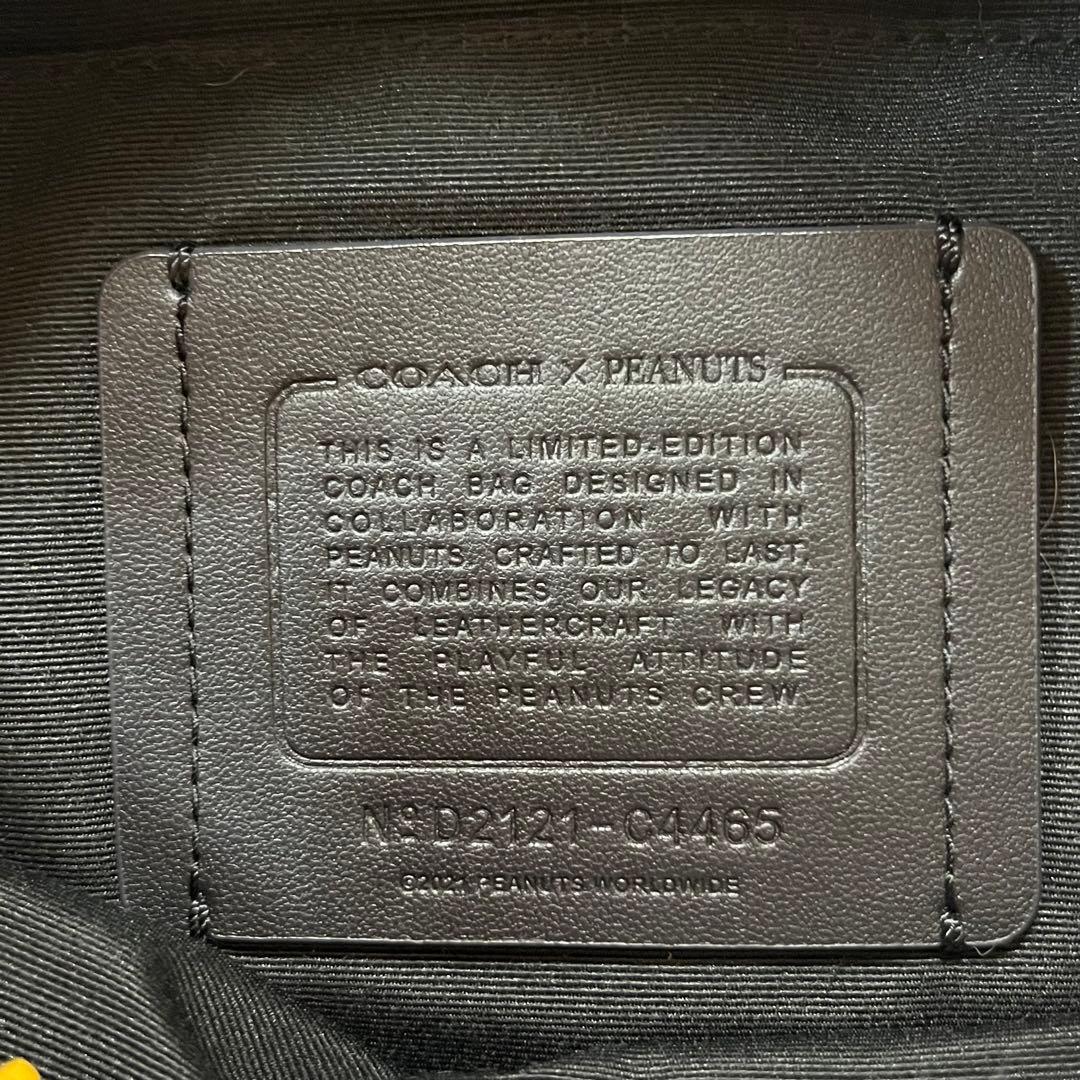 COACH × PEANUTS
THIS IS A LIMITED-EDITION
COACH BAG DESIGNED IN
COLLABORATION WITH
PEANUTS. CRAFTED TO LAST,
IT COMBINES OUR LEGACY
OF LEATHERCRAFT WITH
THE PLAYFUL ATTITUDE
OF THE PEANUTS CREW.
Nº D2121-C4465
©2021 PEANUTS WORLDWIDE